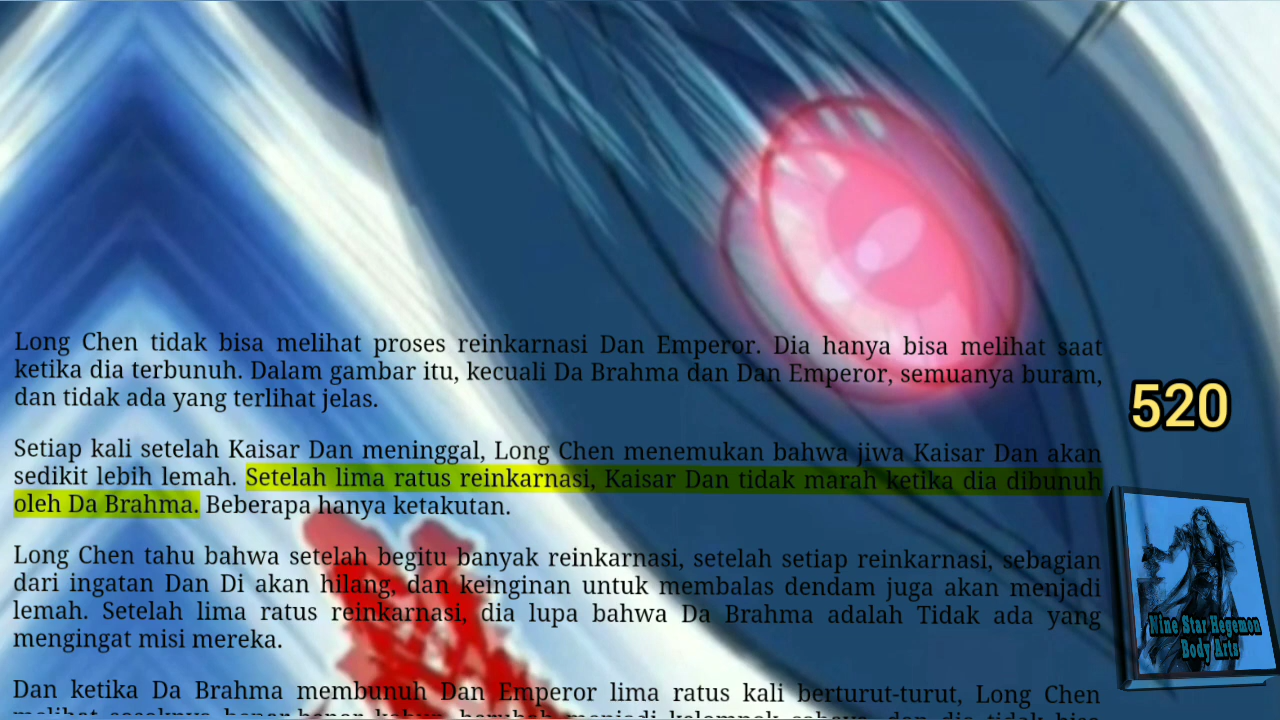 Long Chen tidak bisa melihat proses reinkarnasi Dan Emperor. Dia hanya bisa melihat saat
ketika dia terbunuh. Dalam gambar itu, kecuali Da Brahma dan Dan Emperor, semuanya buram,
dan tidak ada yang terlihat jelas.
Setiap kali setelah Kaisar Dan meninggal, Long Chen menemukan bahwa jiwa Kaisar Dan akan
sedikit lebih lemah. Setelah lima ratus reinkarnasi, Kaisar Dan tidak marah ketika dia dibunuh
oleh Da Brahma. Beberapa hanya ketakutan.
Long Chen tahu bahwa setelah begitu banyak reinkarnasi, setelah setiap reinkarnasi, sebagian
dari ingatan Dan Di akan hilang, dan keinginan untuk membalas dendam juga akan menjadi
lemah. Setelah lima ratus reinkarnasi, dia lupa bahwa Da Brahma adalah Tidak ada yang
mengingat misi mereka.
Dan ketika Da Brahma membunuh Dan Emperor lima ratus kali berturut-turut, Long Chen
520
Nine Star Hegemon
Body Arts